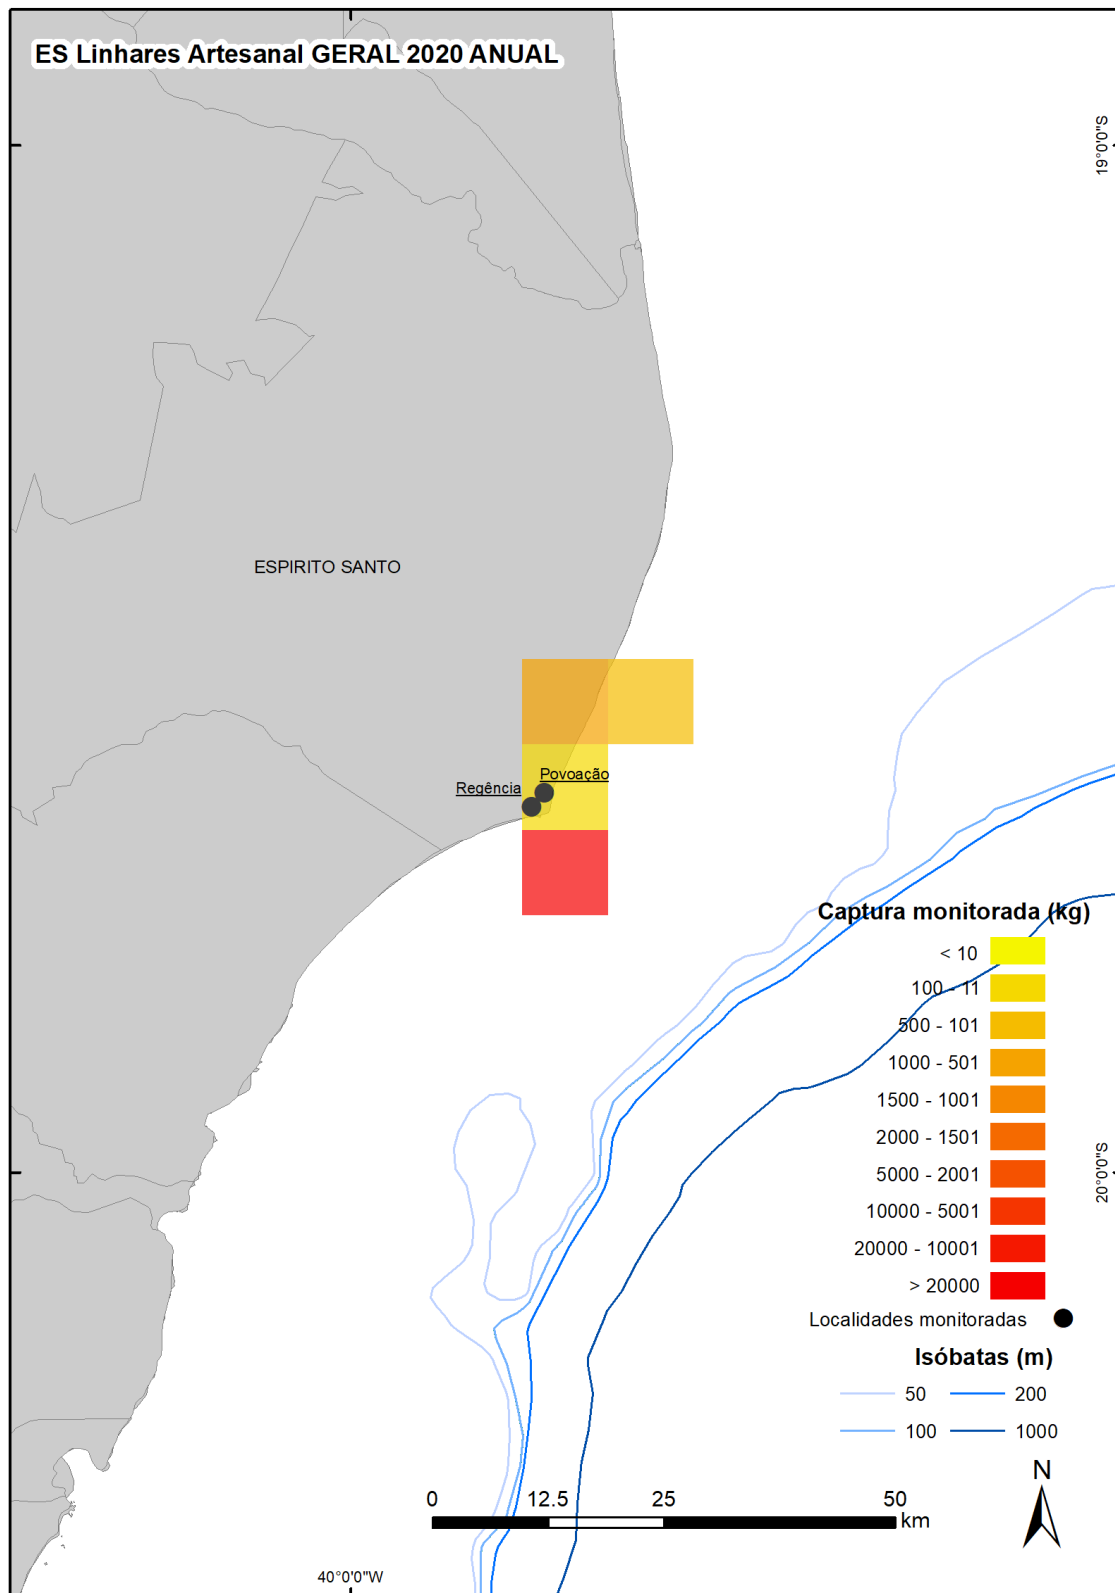 ES Linhares Artesanal GERAL 2020 ANUAL
19°0'0"S
ESPIRITO SANTO
Povoação
Regência
Captura monitorada (kg)
< 10
100 - 11
500 - 101
1000 - 501
1500 - 1001
2000 - 1501
5000 - 2001
10000 - 5001
20000 - 10001
> 20000
20°0'0"S
Localidades monitoradas
Isóbatas (m)
50 200
100 1000
N
0 12.5 25 50
km
40°0'0"W